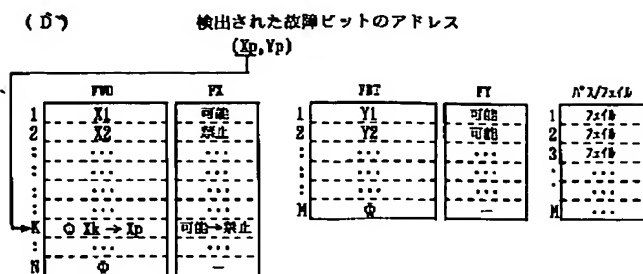 (D) 検出された故障ビットのアドレス
(Xp,Yp)
FWD FX FBT FY パス/フェイル
1 X1 可能 1 Y1 可能 1 フェイル
2 X2 禁止 2 Y2 可能 2 フェイル
: ... ... : ... ... 3 フェイル
: ... ... : ... ... : ...
: ... ... : ... ... : ...
: ... ... M Φ − M ...
K Xk → Xp 可能→禁止
: ... ...
N Φ −